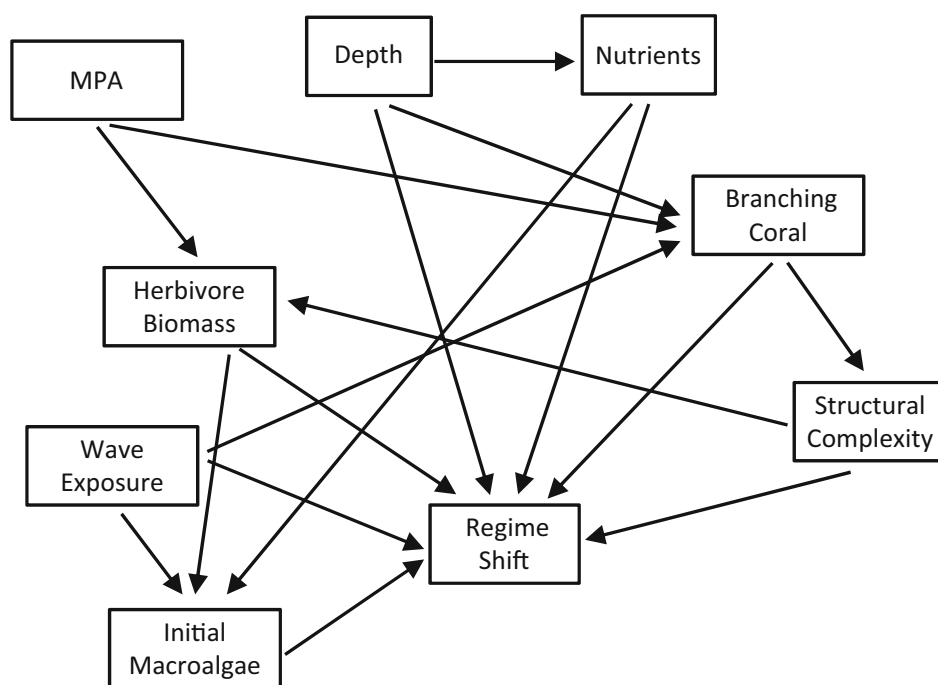 MPA
Depth
Nutrients
Branching
Coral
Herbivore
Biomass
Structural
Complexity
Wave
Exposure
Regime
Shift
Initial
Macroalgae